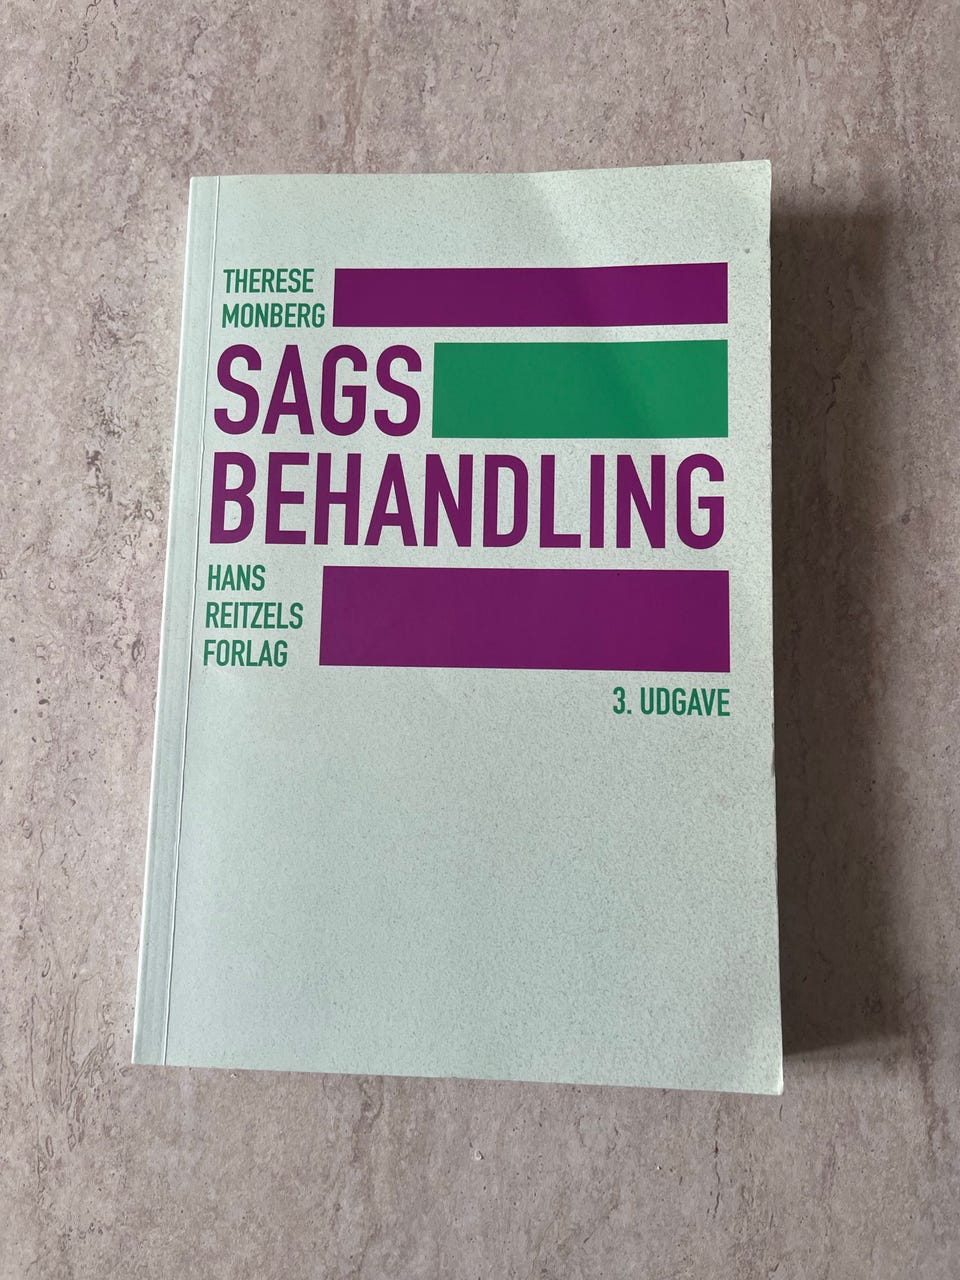 THERESE
MONBERG
SAGS
BEHANDLING
HANS
REITZELS
FORLAG
3. UDGAVE